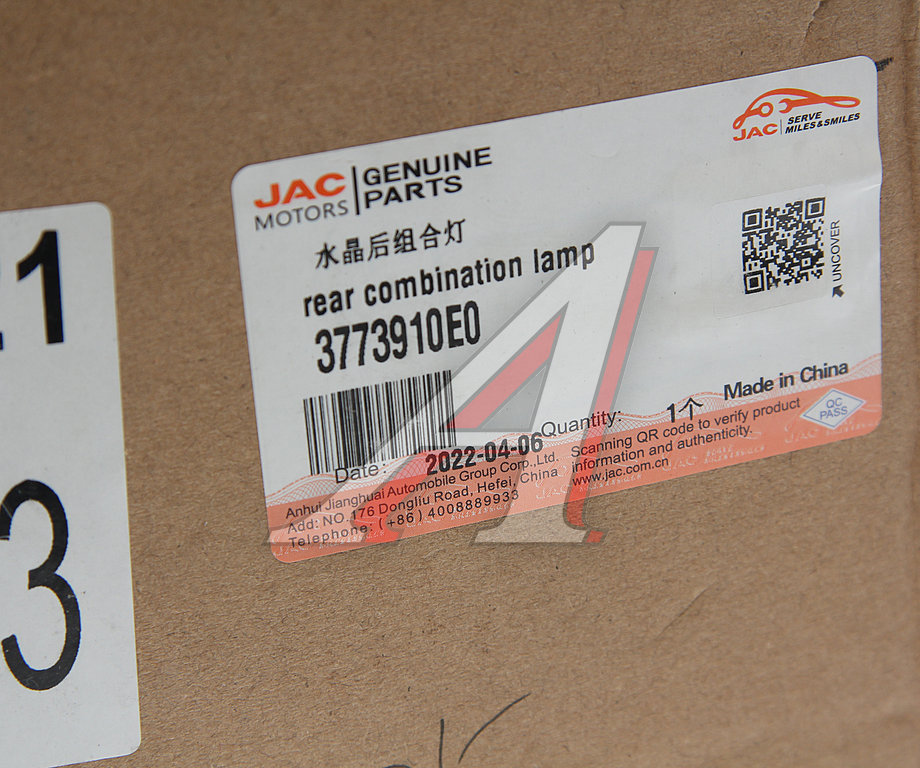 21
3
JAC
MOTORS
GENUINE
PARTS
JAC
SERVE
MILES&SMILES
水晶后组合灯
rear combination lamp
3773910E0
UNCOVER
Date: 2022-04-06
Quantity: 1个
Made in China
QC
PASS
Anhui Jianghuai Automobile Group Corp.,Ltd.
Add: NO.176 Dongliu Road, Hefei, China
Telephone: (+86) 4008889933
Scanning QR code to verify product
information and authenticity.
www.jac.com.cn